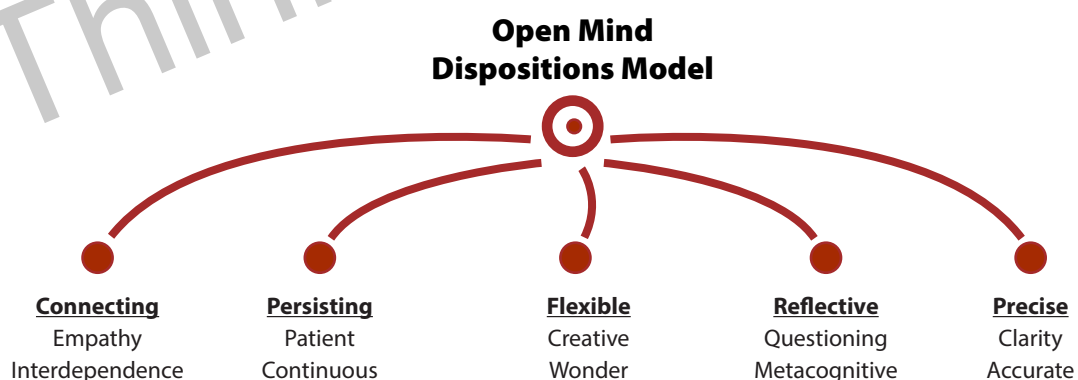 Open Mind
Dispositions Model
Connecting
Empathy
Interdependence
Persisting
Patient
Continuous
Flexible
Creative
Wonder
Reflective
Questioning
Metacognitive
Precise
Clarity
Accurate